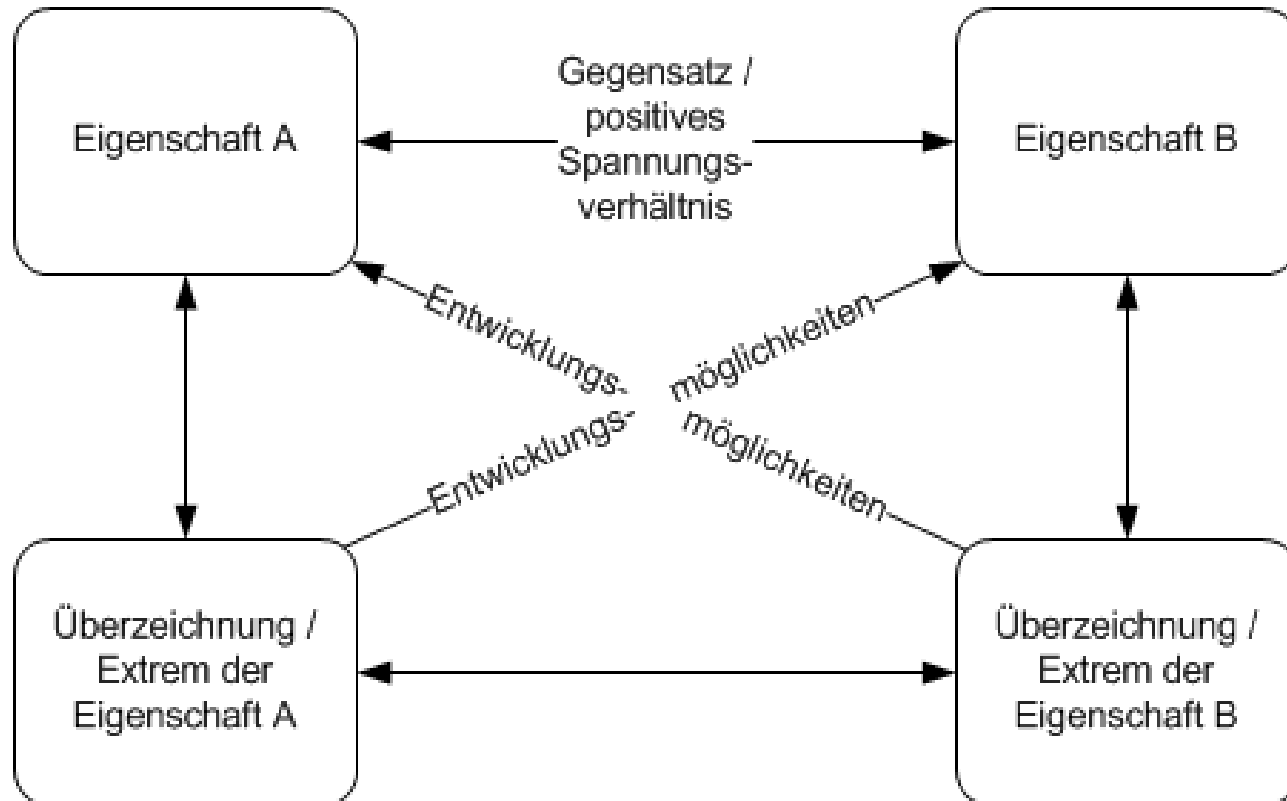 Eigenschaft A
Gegensatz /
positives
Spannungs-
verhältnis
Eigenschaft B
Entwicklungs-
möglichkeiten
Entwicklungs-
möglichkeiten
Überzeichnung /
Extrem der
Eigenschaft A
Überzeichnung /
Extrem der
Eigenschaft B